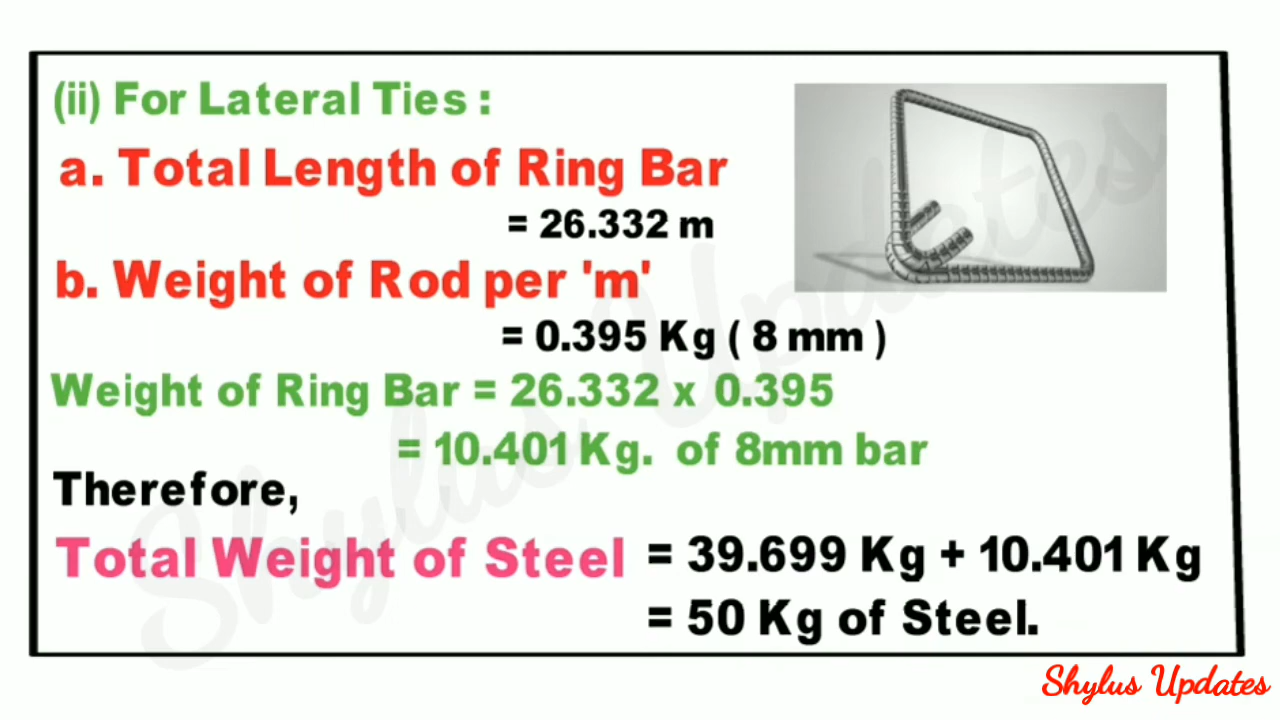 (ii) For Lateral Ties :
a. Total Length of Ring Bar
= 26.332 m
b. Weight of Rod per 'm'
= 0.395 Kg ( 8 mm )
Weight of Ring Bar = 26.332 x 0.395
= 10.401 Kg. of 8mm bar
Therefore,
Total Weight of Steel = 39.699 Kg + 10.401 Kg
= 50 Kg of Steel.
Shylus Updates
Shylus Updates